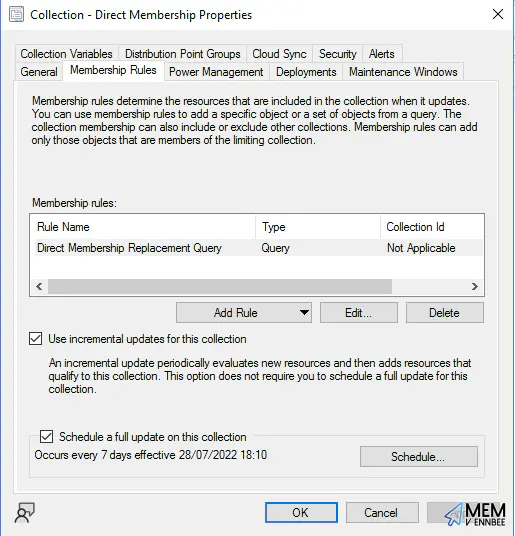 Collection - Direct Membership Properties
Collection Variables Distribution Point Groups Cloud Sync Security Alerts
General Membership Rules Power Management Deployments Maintenance Windows
Membership rules determine the resources that are included in the collection when it updates.
You can use membership rules to add a specific object or a set of objects from a query. The
collection membership can also include or exclude other collections. Membership rules can add
only those objects that are members of the limiting collection.
Membership rules:
Rule Name Type Collection Id
Direct Membership Replacement Query Query Not Applicable
Add Rule Edit... Delete
Use incremental updates for this collection
An incremental update periodically evaluates new resources and then adds resources that
qualify to this collection. This option does not require you to schedule a full update for this
collection.
Schedule a full update on this collection
Occurs every 7 days effective 28/07/2022 18:10
Schedule...
OK Cancel
MEM
V ENNBEE